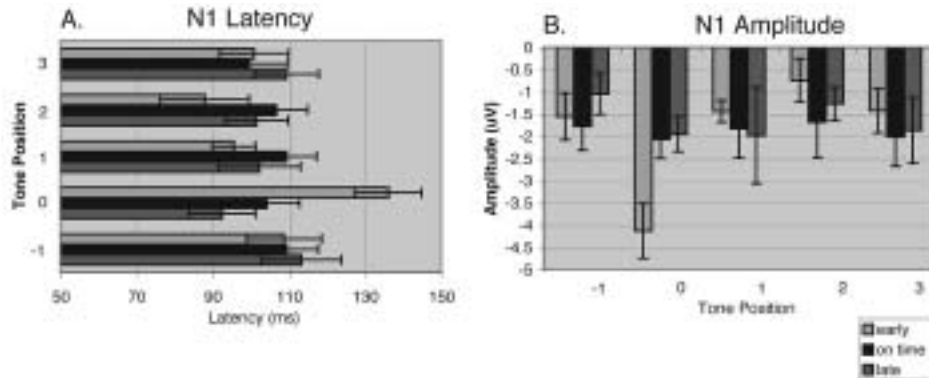 A. N1 Latency
Tone Position
3
2
1
0
-1
50 70 90 110 130 150
Latency (ms)
B. N1 Amplitude
Amplitude (uV)
0
-0.5
-1
-1.5
-2
-2.5
-3
-3.5
-4
-4.5
-5
-1 0 1 2 3
Tone Position
early
on time
late